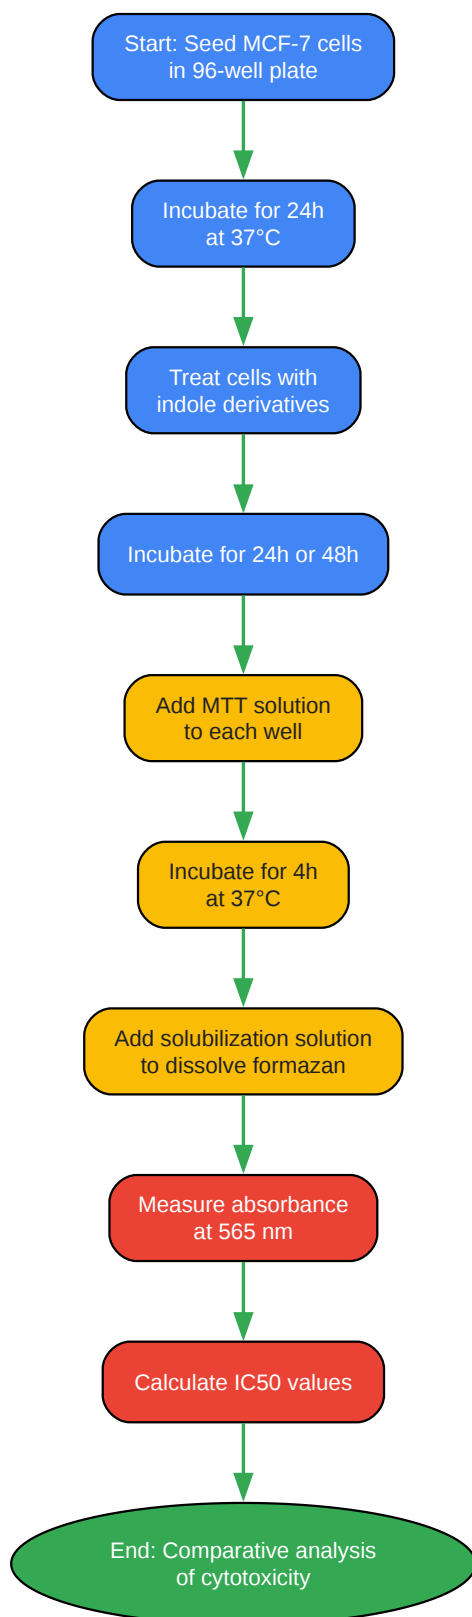 Start: Seed MCF-7 cells
in 96-well plate
Incubate for 24h
at 37°C
Treat cells with
indole derivatives
Incubate for 24h or 48h
Add MTT solution
to each well
Incubate for 4h
at 37°C
Add solubilization solution
to dissolve formazan
Measure absorbance
at 565 nm
Calculate IC50 values
End: Comparative analysis
of cytotoxicity